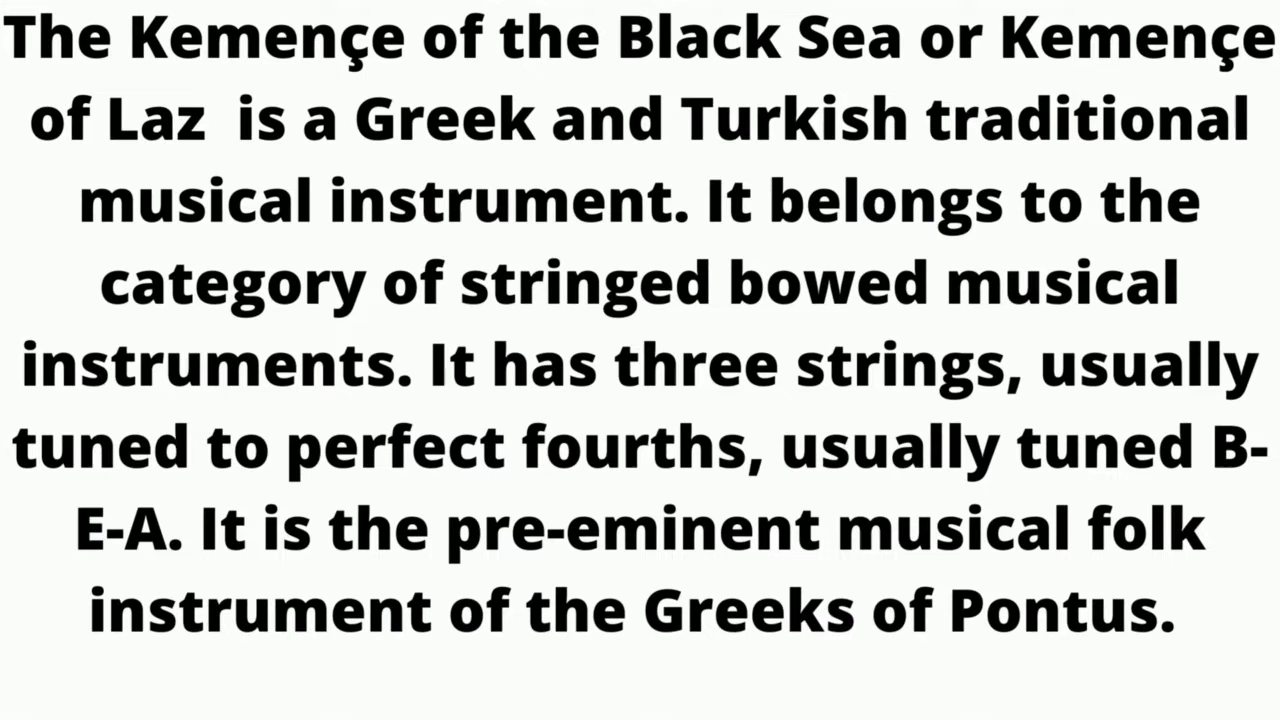 The Kemençe of the Black Sea or Kemençe
of Laz is a Greek and Turkish traditional
musical instrument. It belongs to the
category of stringed bowed musical
instruments. It has three strings, usually
tuned to perfect fourths, usually tuned B-
E-A. It is the pre-eminent musical folk
instrument of the Greeks of Pontus.